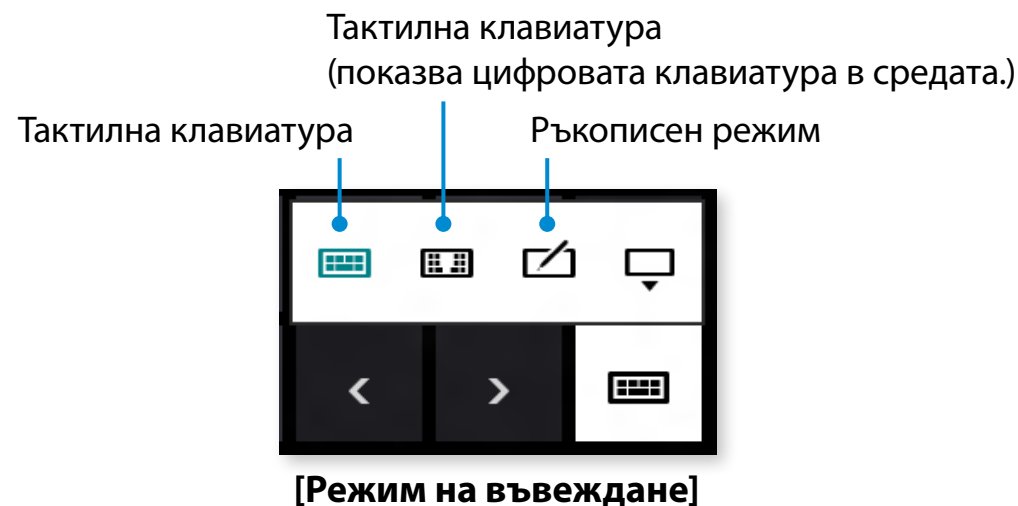 Тактилна клавиатура
(показва цифровата клавиатура в средата.)
Тактилна клавиатура
Ръкописен режим
[Режим на въвеждане]